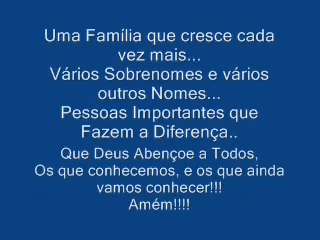 Uma Família que cresce cada
vez mais...
Vários Sobrenomes e vários
outros Nomes...
Pessoas Importantes que
Fazem a Diferença..
Que Deus Abençoe a Todos,
Os que conhecemos, e os que ainda
vamos conhecer!!!
Amém!!!!